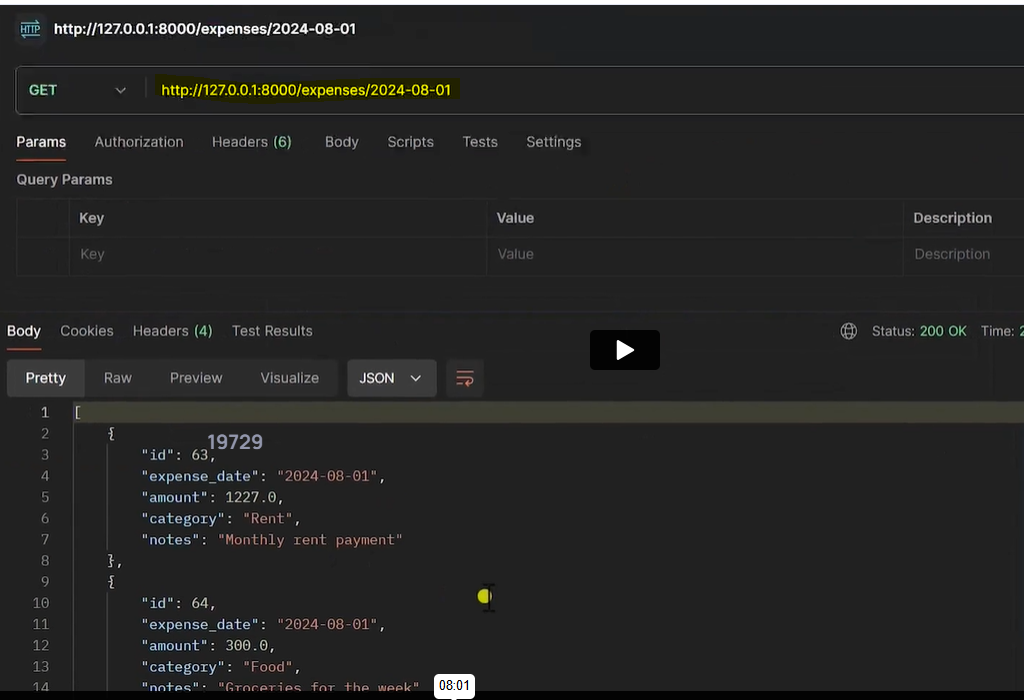 HTTP http://127.0.0.1:8000/expenses/2024-08-01
GET http://127.0.0.1:8000/expenses/2024-08-01
Params Authorization Headers (6) Body Scripts Tests Settings
Query Params
Key Value Description
Key Value Description
Body Cookies Headers (4) Test Results Status: 200 OK Time: 2
Pretty Raw Preview Visualize JSON
1 [
2 {
19729
3 "id": 63,
4 "expense_date": "2024-08-01",
5 "amount": 1227.0,
6 "category": "Rent",
7 "notes": "Monthly rent payment"
8 },
9 {
10 "id": 64,
11 "expense_date": "2024-08-01",
12 "amount": 300.0,
13 "category": "Food",
14 "notes": "Groceries for the week"
08:01